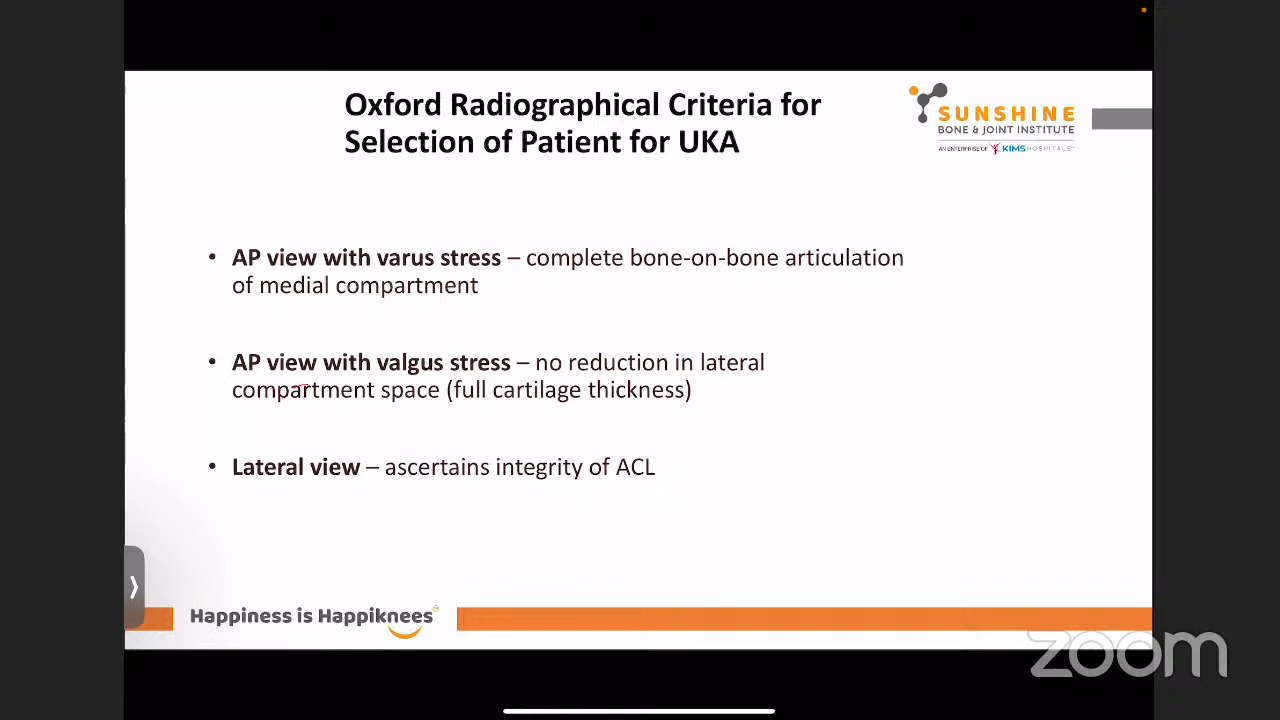 Oxford Radiographical Criteria for
Selection of Patient for UKA
SUNSHINE
BONE & JOINT INSTITUTE
AN ENTERPRISE OF KIMS HOSPITALS
• AP view with varus stress – complete bone-on-bone articulation
of medial compartment
• AP view with valgus stress – no reduction in lateral
compartment space (full cartilage thickness)
• Lateral view – ascertains integrity of ACL
Happiness is Happiknees
zoom